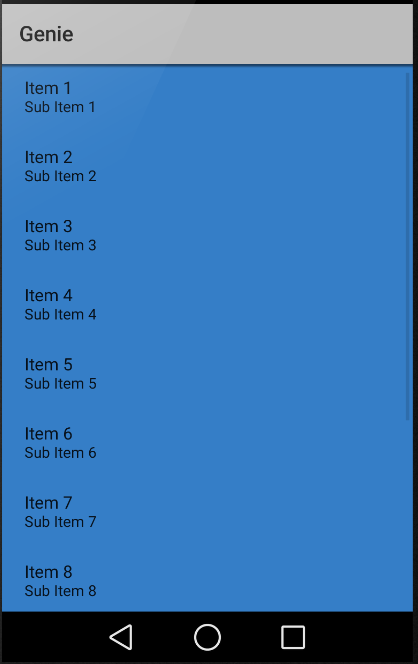 Genie
Item 1
Sub Item 1
Item 2
Sub Item 2
Item 3
Sub Item 3
Item 4
Sub Item 4
Item 5
Sub Item 5
Item 6
Sub Item 6
Item 7
Sub Item 7
Item 8
Sub Item 8